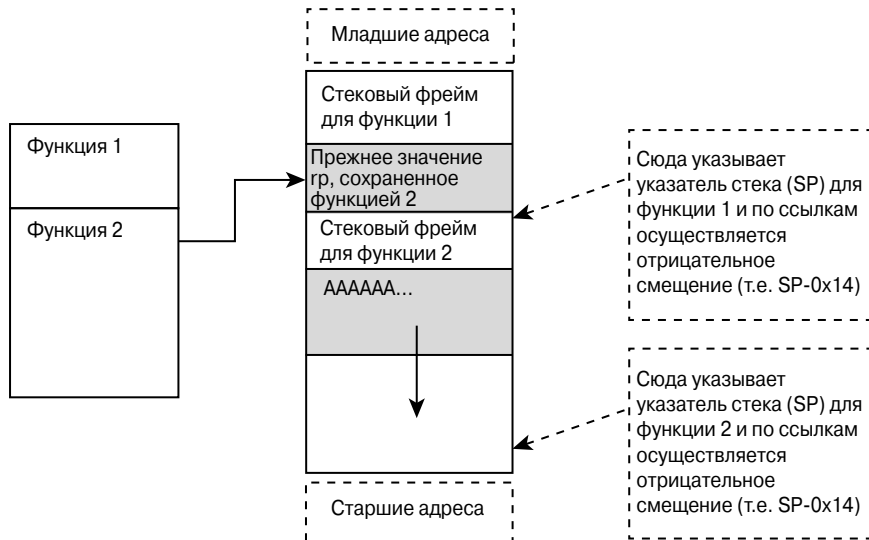 Младшие адреса
Стековый фрейм
для функции 1
Функция 1
Прежнее значение
rp, сохраненное
функцией 2
Функция 2
Стековый фрейм
для функции 2
AAAAAA...
Сюда указывает
указатель стека (SP) для
функции 1 и по ссылкам
осуществляется
отрицательное
смещение (т.е. SP-0x14)
Сюда указывает
указатель стека (SP) для
функции 2 и по ссылкам
осуществляется
отрицательное
смещение (т.е. SP-0x14)
Старшие адреса